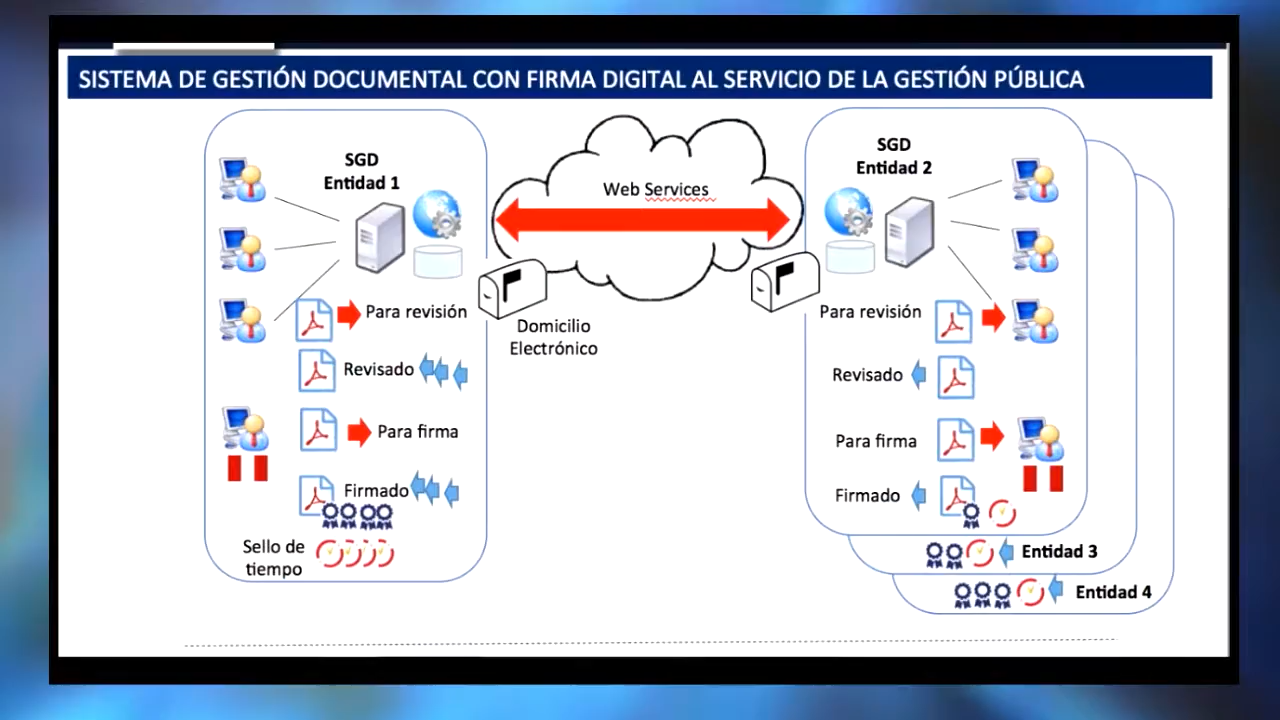 SISTEMA DE GESTIÓN DOCUMENTAL CON FIRMA DIGITAL AL SERVICIO DE LA GESTIÓN PÚBLICA
SGD
Entidad 1
Para revisión
Revisado
Para firma
Firmado
Sello de
tiempo
Web Services
Domicilio
Electrónico
SGD
Entidad 2
Para revisión
Revisado
Para firma
Firmado
Entidad 3
Entidad 4